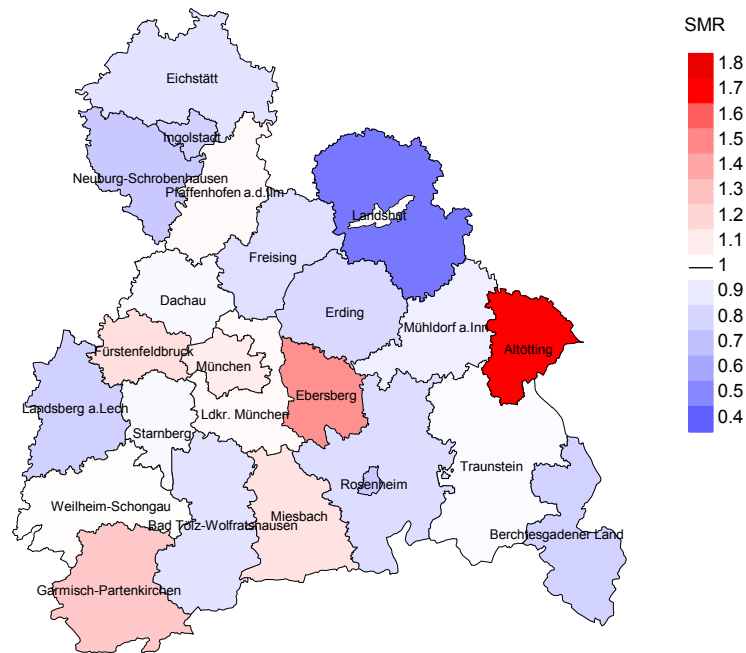 SMR
1.8
1.7
1.6
1.5
1.4
1.3
1.2
1.1
1
0.9
0.8
0.7
0.6
0.5
0.4
Eichstätt
Ingolstadt
Neuburg-Schrobenhausen
Pfaffenhofen a.d.Ilm
Landshst
Freising
Dachau
Erding
Mühldorf a.Inn
Altötting
Fürstenfeldbruck
München
Ebersberg
Landsberg a.Lech
Ldkr. München
Starnberg
Traunstein
Rosenheim
Weilheim-Schongau
Miesbach
Bad Tölz-Wolfratshausen
Berchtesgadener Land
Garmisch-Partenkirchen